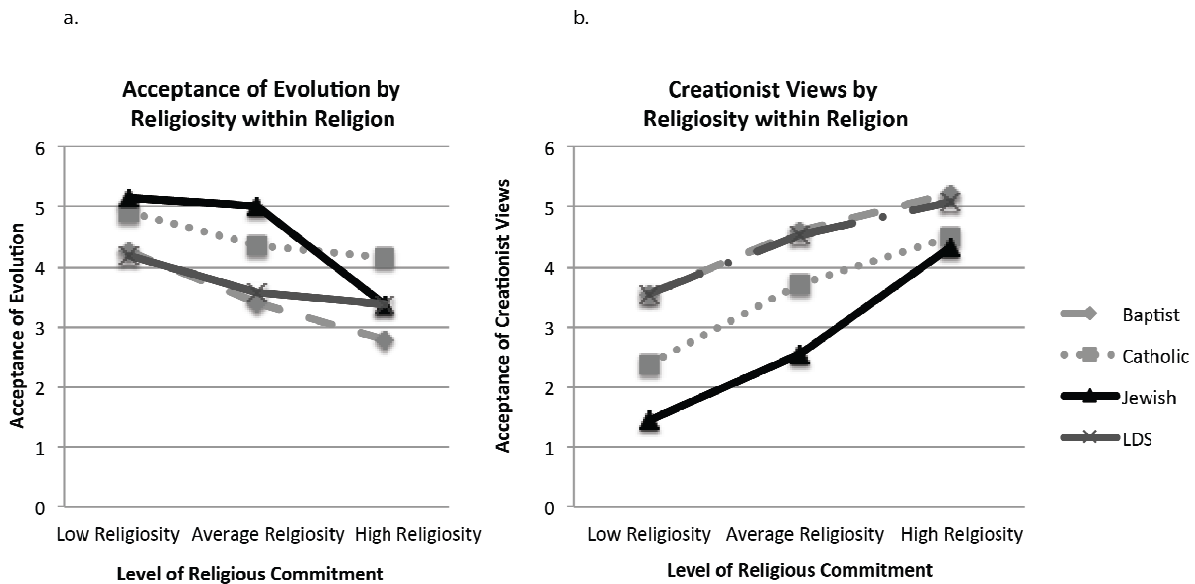 a.
Acceptance of Evolution by
Religiosity within Religion
6
5
4
3
2
1
0
Acceptance of Evolution
Low Religiosity Average Relgiosity High Religiosity
Level of Religious Commitment
b.
Creationist Views by
Religiosity within Religion
6
5
4
3
2
1
0
Acceptance of Creationist Views
Low Religiosity Average Religiosity High Religiosity
Level of Religious Commitment
Baptist
Catholic
Jewish
LDS